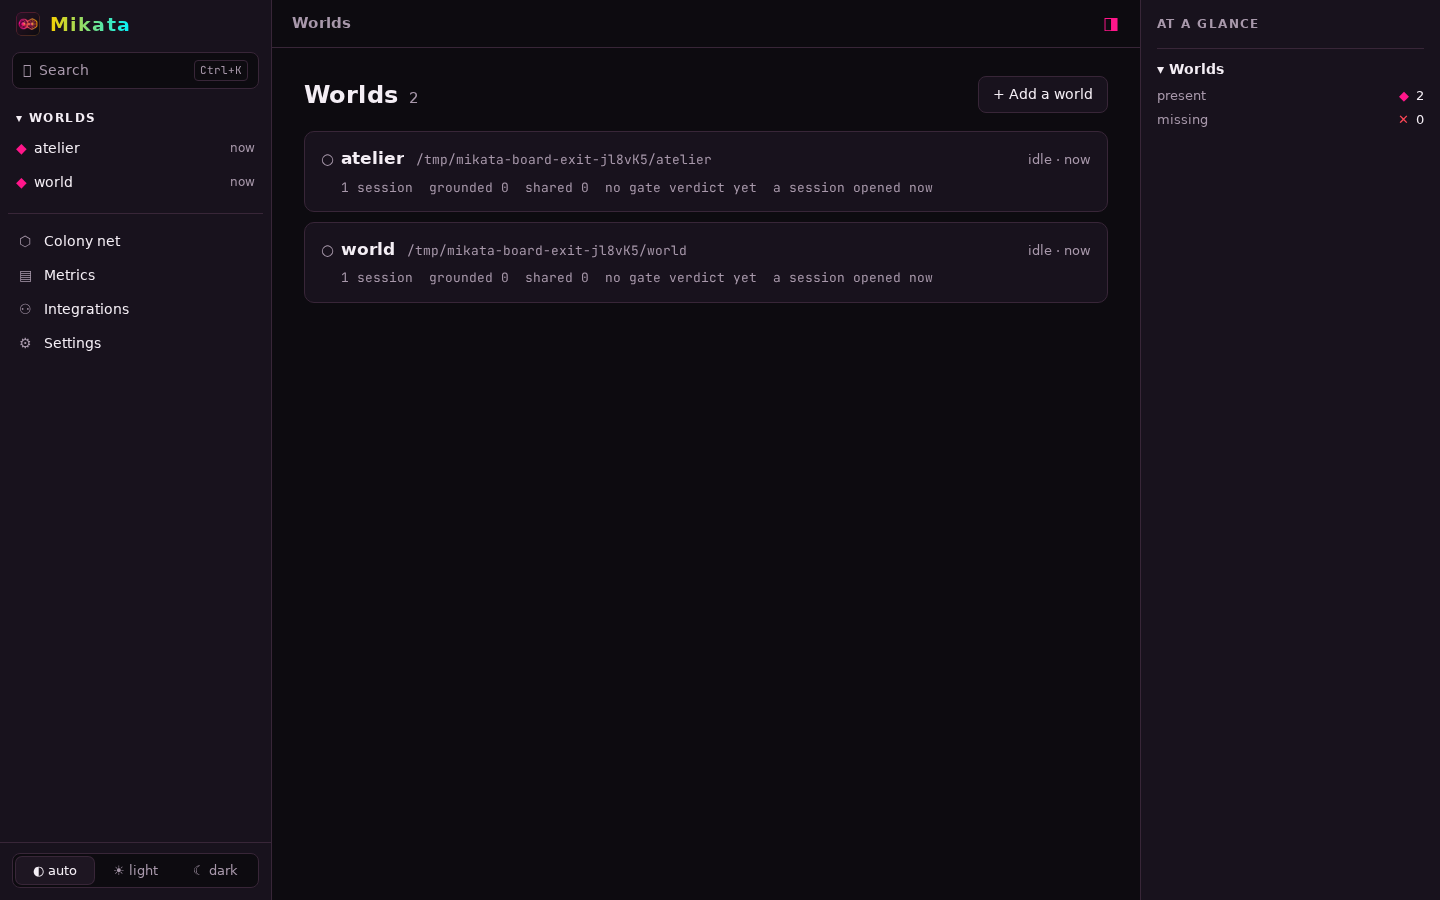 Mikata
Search Ctrl+K
▾ WORLDS
◆ atelier now
◆ world now
Colony net
Metrics
Integrations
Settings
◐ auto ☀ light ☾ dark
Worlds
Worlds 2
+ Add a world
○ atelier /tmp/mikata-board-exit-jl8vK5/atelier idle · now
1 session grounded 0 shared 0 no gate verdict yet a session opened now
○ world /tmp/mikata-board-exit-jl8vK5/world idle · now
1 session grounded 0 shared 0 no gate verdict yet a session opened now
AT A GLANCE
▾ Worlds
present ◆ 2
missing ✕ 0